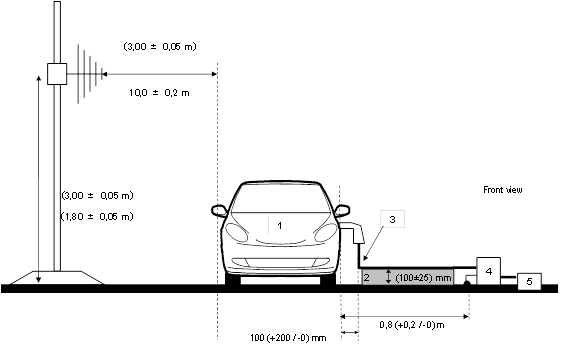 (3,00 ± 0,05 m)
10,0 ± 0,2 m
(3,00 ± 0,05 m)
(1,80 ± 0,05 m)
Front view
1
3
2
(100±25) mm
4
5
0,8 (+0,2 /-0) m
100 (+200 /-0) mm